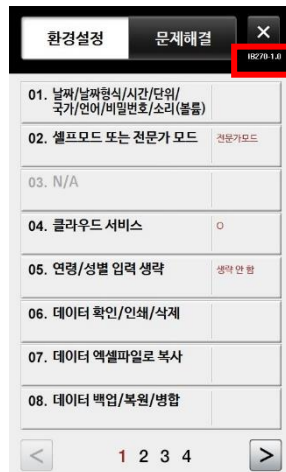 환경설정 문제해결 ×
IB270-1.0
01. 날짜/날짜형식/시간/단위/
국가/언어/비밀번호/소리(볼륨)
02. 셀프모드 또는 전문가 모드 전문가모드
03. N/A
04. 클라우드 서비스 O
05. 연령/성별 입력 생략 생략 안 함
06. 데이터 확인/인쇄/삭제
07. 데이터 엑셀파일로 복사
08. 데이터 백업/복원/병합
< 1 2 3 4 >